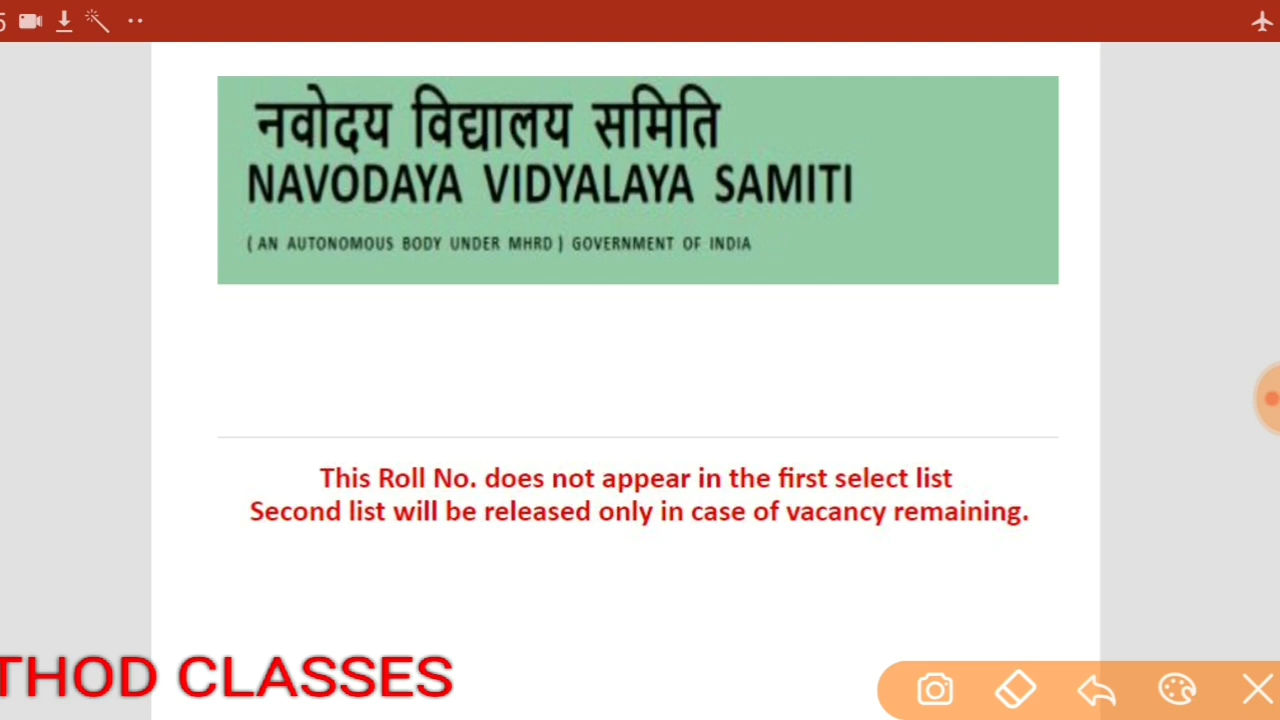 5
नवोदय विद्यालय समिति
NAVODAYA VIDYALAYA SAMITI
( AN AUTONOMOUS BODY UNDER MHRD ) GOVERNMENT OF INDIA
This Roll No. does not appear in the first select list
Second list will be released only in case of vacancy remaining.
THOD CLASSES